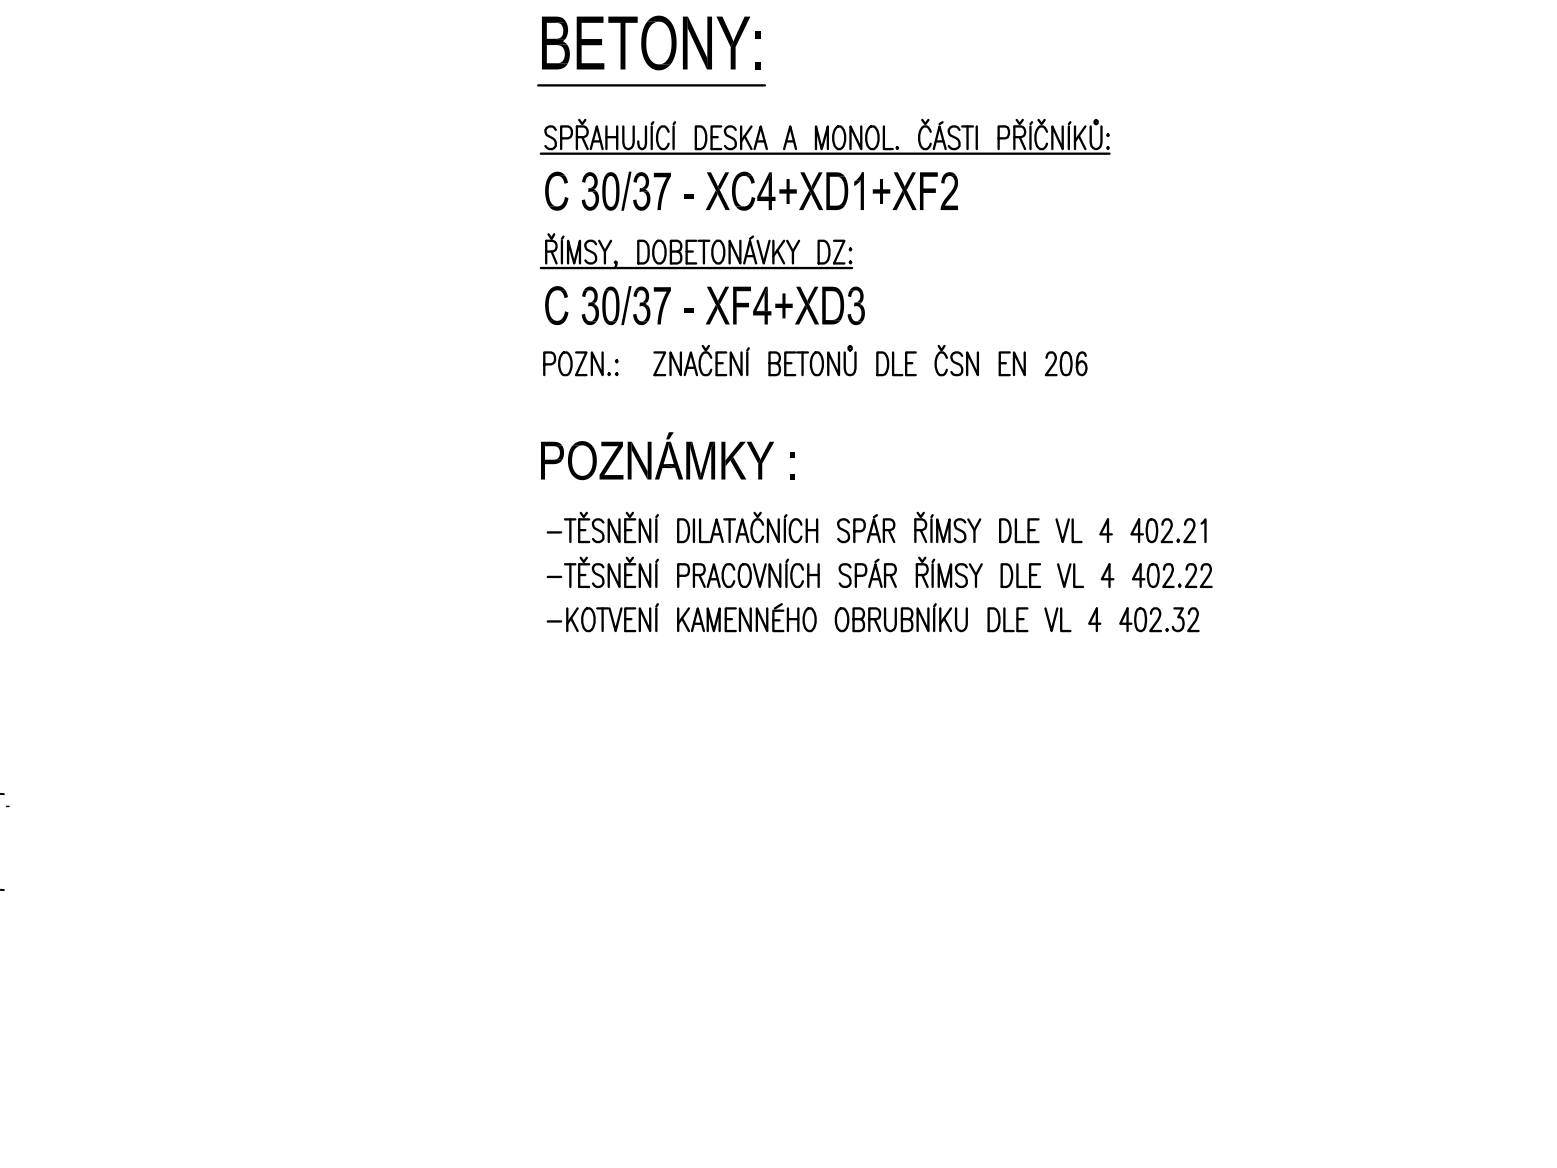 BETONY:
SPŘAHUJÍCÍ DESKA A MONOL. ČÁSTI PŘÍČNÍKŮ:
C 30/37 - XC4+XD1+XF2
ŘÍMSY, DOBETONÁVKY DZ:
C 30/37 - XF4+XD3
POZN.: ZNAČENÍ BETONŮ DLE ČSN EN 206
POZNÁMKY :
-TĚSNĚNÍ DILATAČNÍCH SPÁR ŘÍMSY DLE VL 4 402.21
-TĚSNĚNÍ PRACOVNÍCH SPÁR ŘÍMSY DLE VL 4 402.22
-KOTVENÍ KAMENNÉHO OBRUBNÍKU DLE VL 4 402.32